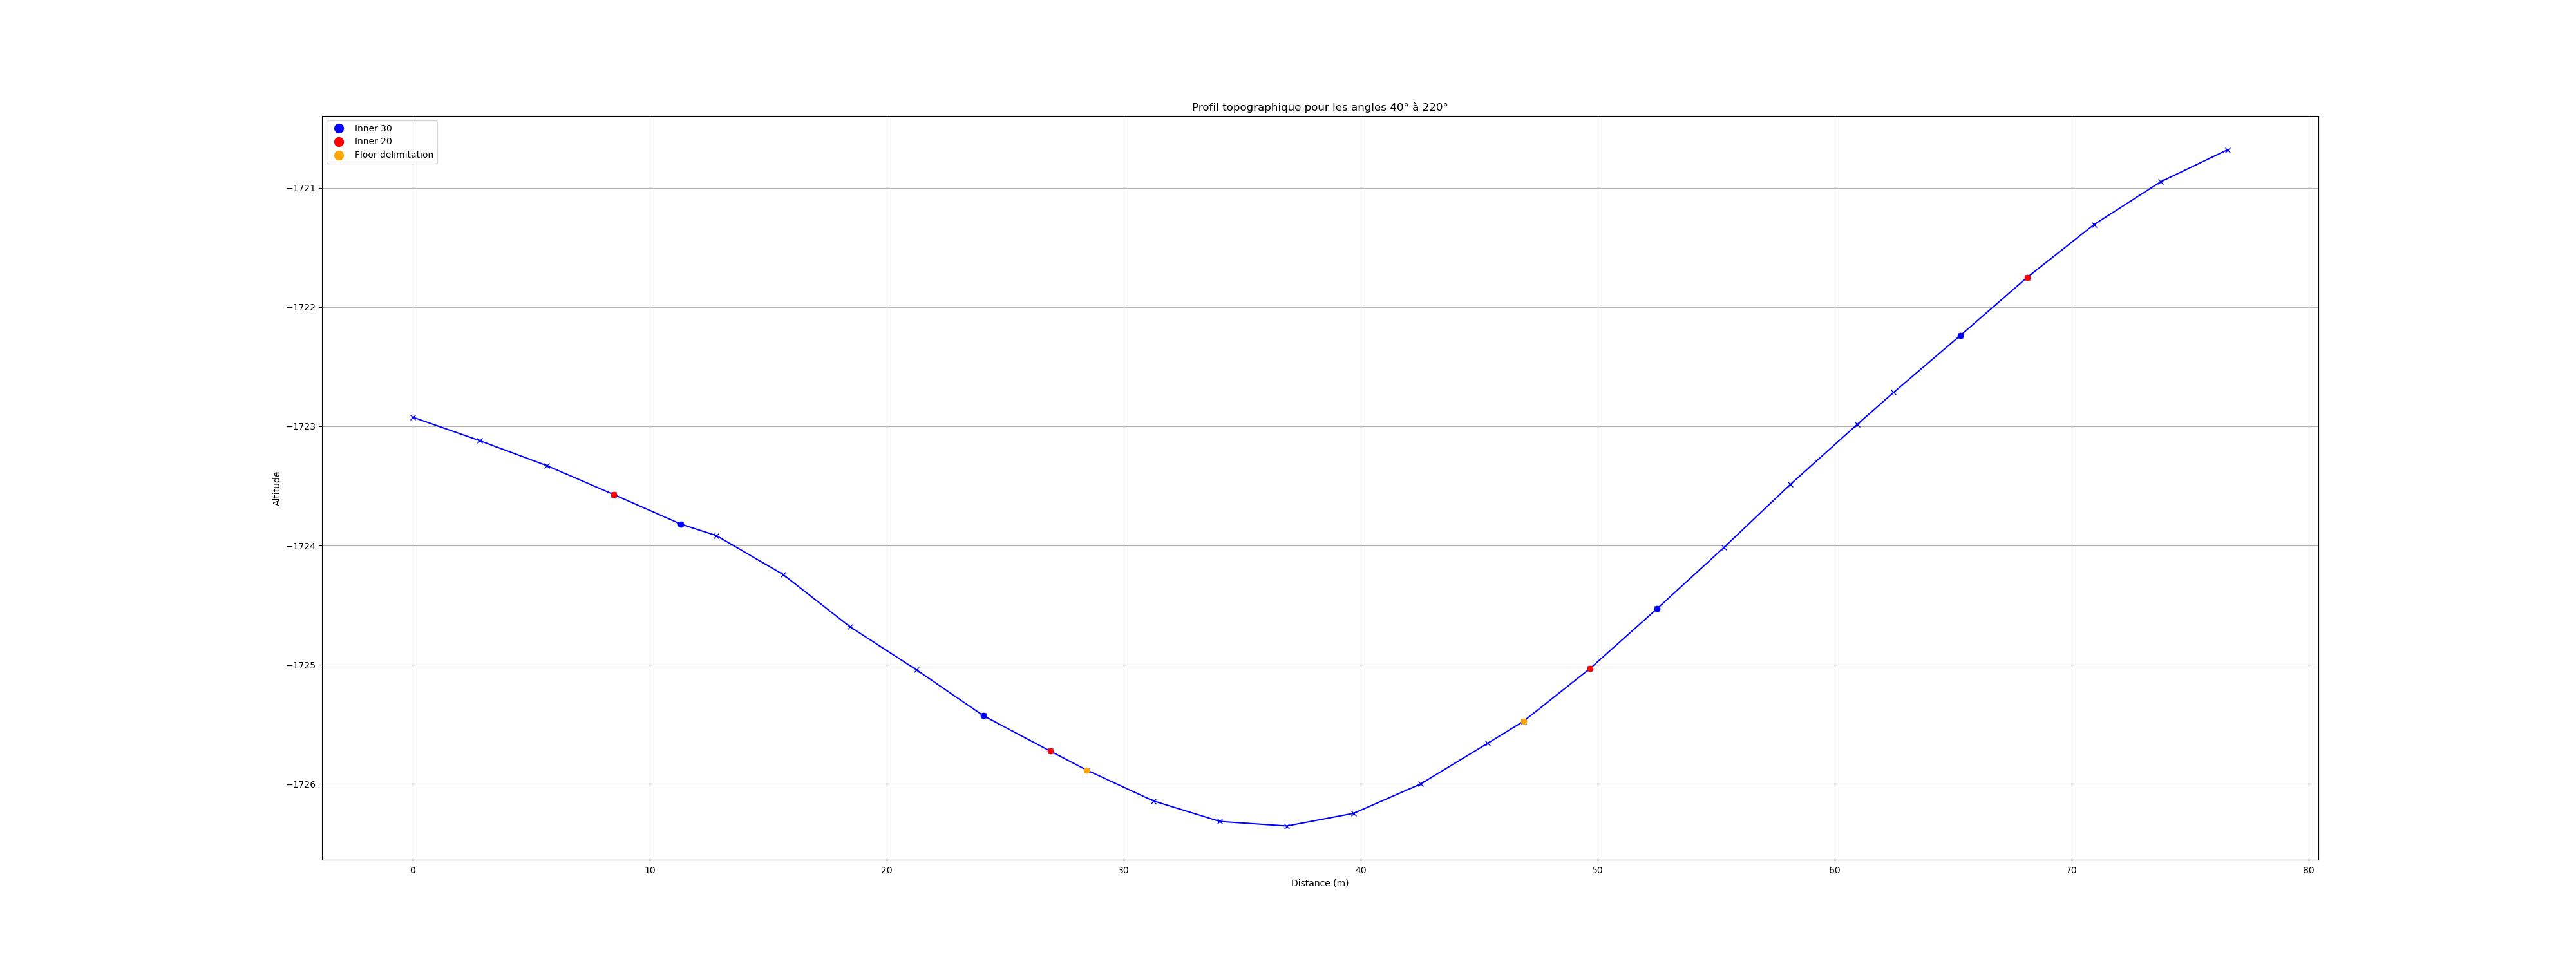 Profil topographique pour les angles 40° à 220°
Inner 30
Inner 20
Floor delimitation
Altitude
−1721
−1722
−1723
−1724
−1725
−1726
0 10 20 30 40 50 60 70 80
Distance (m)